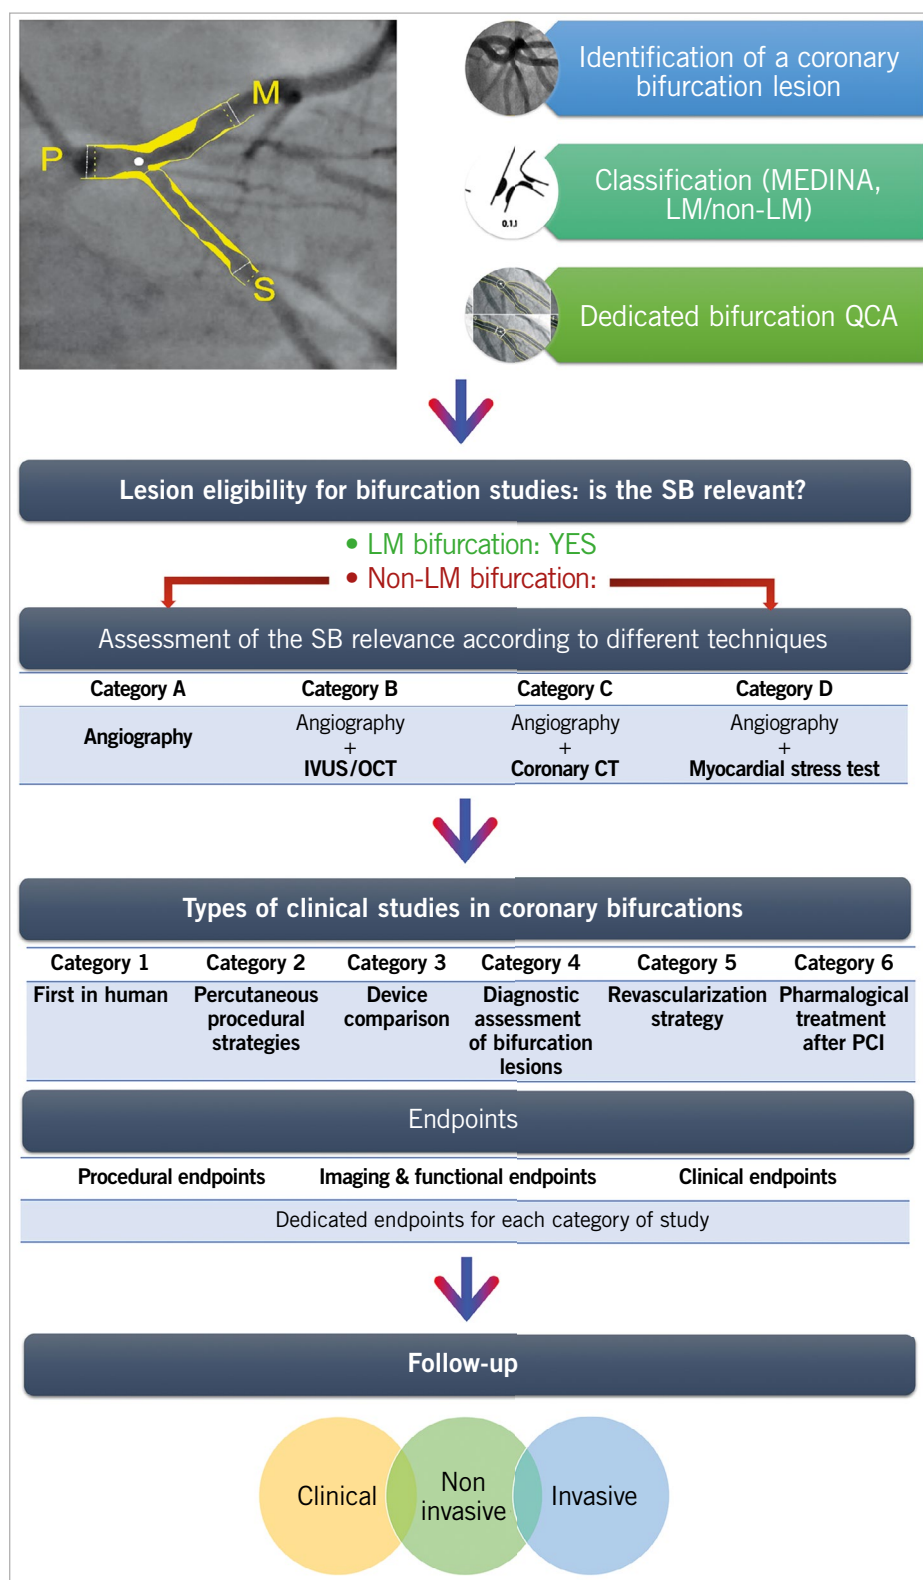 P
M
S
Identification of a coronary
bifurcation lesion
0.1.1
Classification (MEDINA,
LM/non-LM)
Dedicated bifurcation QCA
Lesion eligibility for bifurcation studies: is the SB relevant?
• LM bifurcation: YES
• Non-LM bifurcation:
Assessment of the SB relevance according to different techniques
Category A Category B Category C Category D
Angiography
Angiography
+
IVUS/OCT
Angiography
+
Coronary CT
Angiography
+
Myocardial stress test
Types of clinical studies in coronary bifurcations
Category 1 Category 2 Category 3 Category 4 Category 5 Category 6
First in human
Percutaneous
procedural
strategies
Device
comparison
Diagnostic
assessment
of bifurcation
lesions
Revascularization
strategy
Pharmalogical
treatment
after PCI
Endpoints
Procedural endpoints Imaging & functional endpoints Clinical endpoints
Dedicated endpoints for each category of study
Follow-up
Clinical
Non
invasive
Invasive